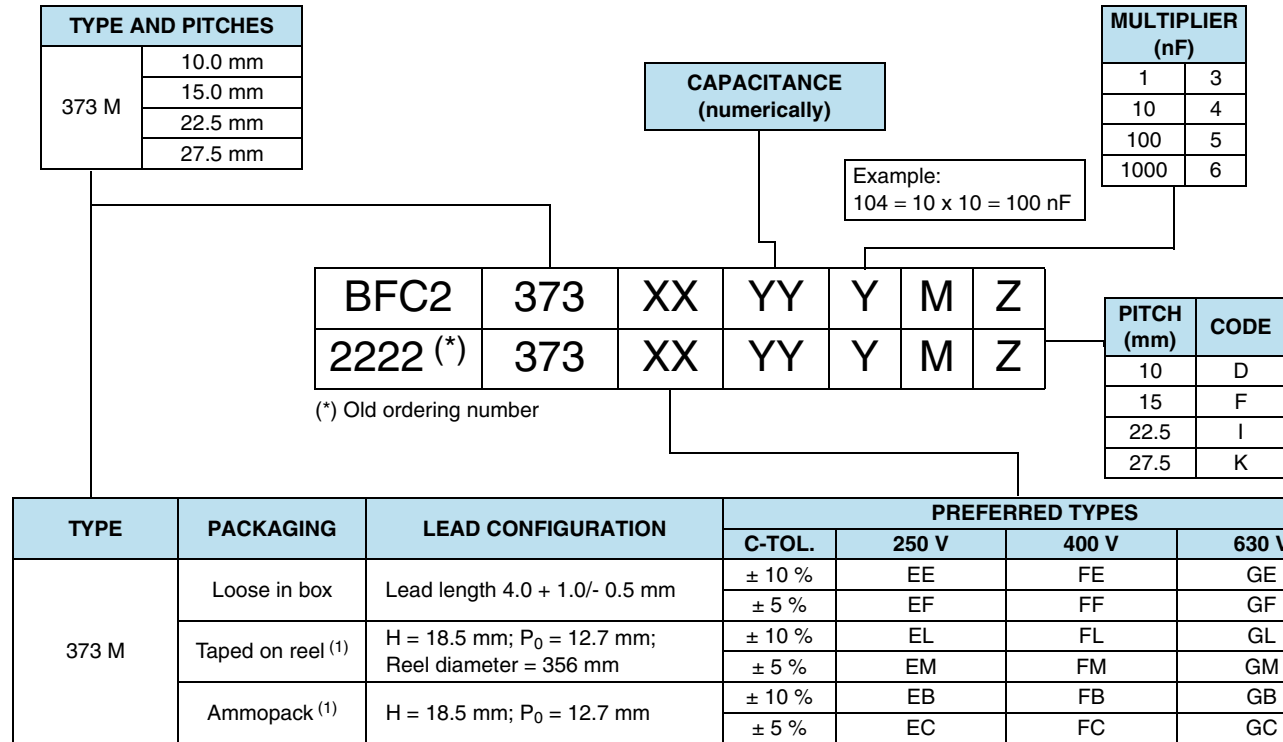 TYPE AND PITCHES
373 M
10.0 mm
15.0 mm
22.5 mm
27.5 mm
CAPACITANCE
(numerically)
MULTIPLIER
(nF)
1 3
10 4
100 5
1000 6
Example:
104 = 10 x 10 = 100 nF
BFC2 373 XX YY Y M Z
2222 (*) 373 XX YY Y M Z
(*) Old ordering number
PITCH
(mm)
CODE
10 D
15 F
22.5 I
27.5 K
TYPE PACKAGING LEAD CONFIGURATION PREFERRED TYPES
C-TOL. 250 V 400 V 630 V
373 M
Loose in box
Lead length 4.0 + 1.0/- 0.5 mm
± 10 % EE FE GE
± 5 % EF FF GF
Taped on reel (1)
H = 18.5 mm; P0 = 12.7 mm;
Reel diameter = 356 mm
± 10 % EL FL GL
± 5 % EM FM GM
Ammopack (1)
H = 18.5 mm; P0 = 12.7 mm
± 10 % EB FB GB
± 5 % EC FC GC